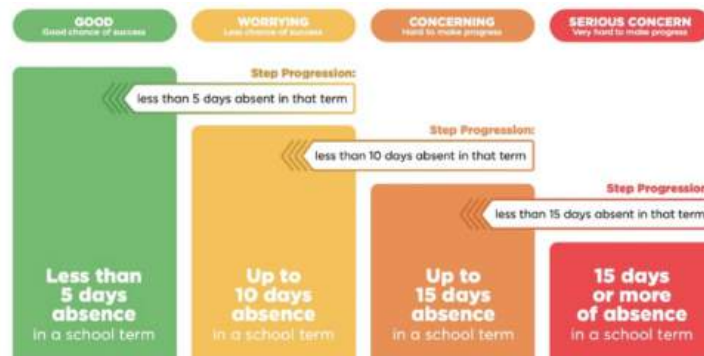 GOOD
Good chance of success
WORRYING
Less chance of success
CONCERNING
Hard to make progress
SERIOUS CONCERN
Very hard to make progress
Step Progression:
less than 5 days absent in that term
Step Progression:
less than 10 days absent in that term
Step Progression
less than 15 days absent in that term
Less than
5 days
absence
in a school term
Up to
10 days
absence
in a school term
Up to
15 days
absence
in a school term
15 days
or more
of absence
in a school term